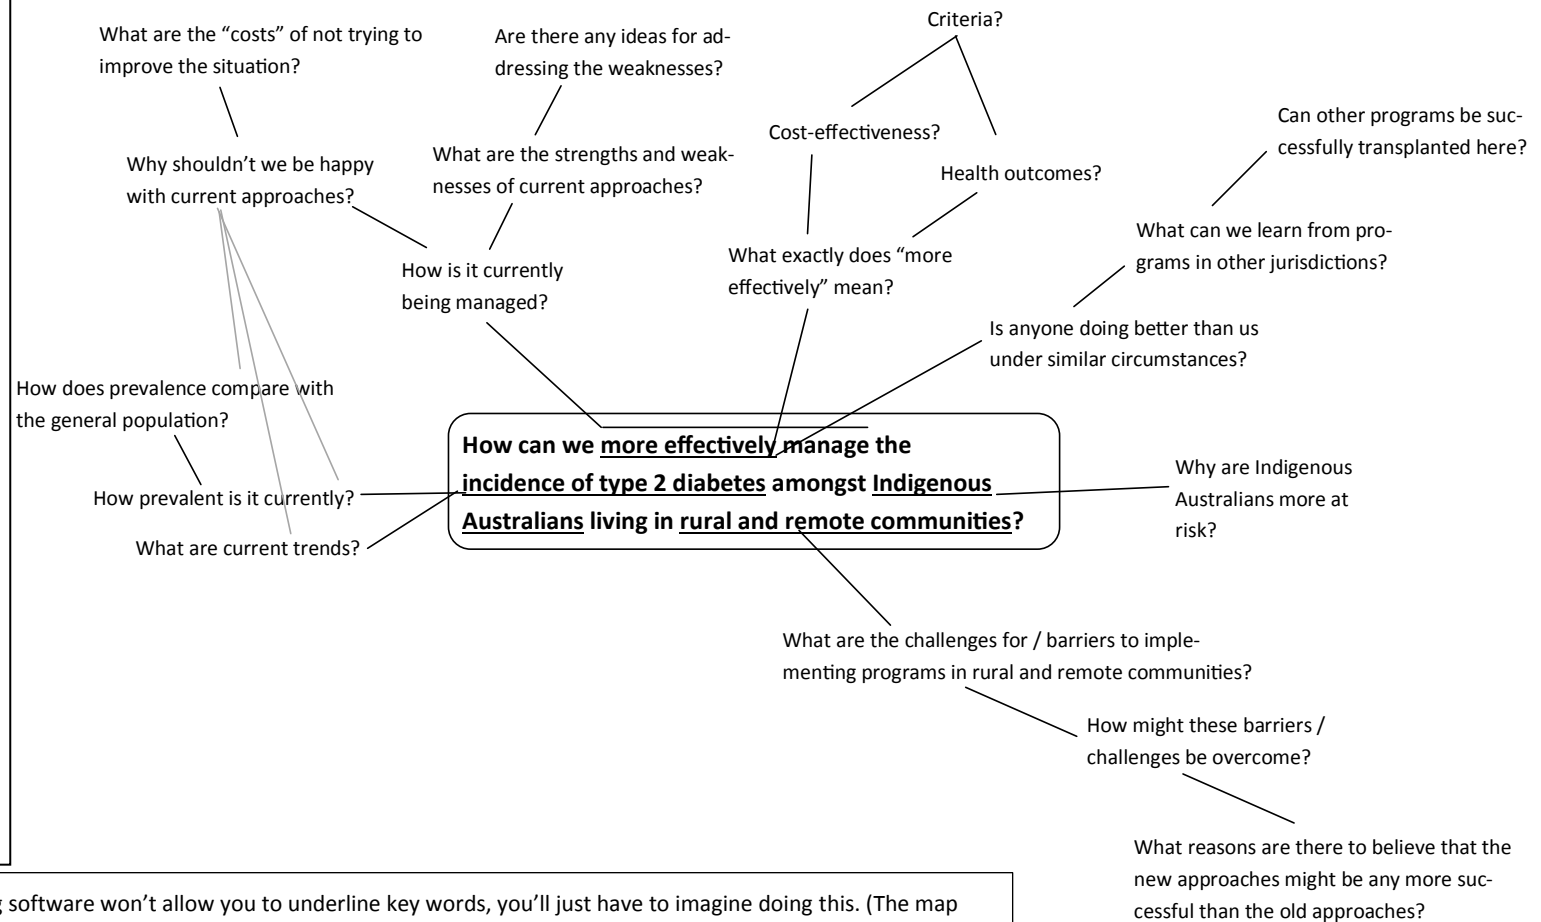 What are the “costs” of not trying to
improve the situation?
Are there any ideas for ad-
dressing the weaknesses?
Criteria?
Cost-effectiveness?
Health outcomes?
Can other programs be suc-
cessfully transplanted here?
Why shouldn’t we be happy
with current approaches?
What are the strengths and weak-
nesses of current approaches?
What exactly does “more
effectively” mean?
What can we learn from pro-
grams in other jurisdictions?
How is it currently
being managed?
Is anyone doing better than us
under similar circumstances?
How does prevalence compare with
the general population?
How prevalent is it currently?
What are current trends?
How can we more effectively manage the
incidence of type 2 diabetes amongst Indigenous
Australians living in rural and remote communities?
Why are Indigenous
Australians more at
risk?
What are the challenges for / barriers to imple-
menting programs in rural and remote communities?
How might these barriers /
challenges be overcome?
What reasons are there to believe that the
new approaches might be any more suc-
cessful than the old approaches?
software won’t allow you to underline key words, you’ll just have to imagine doing this. (The map